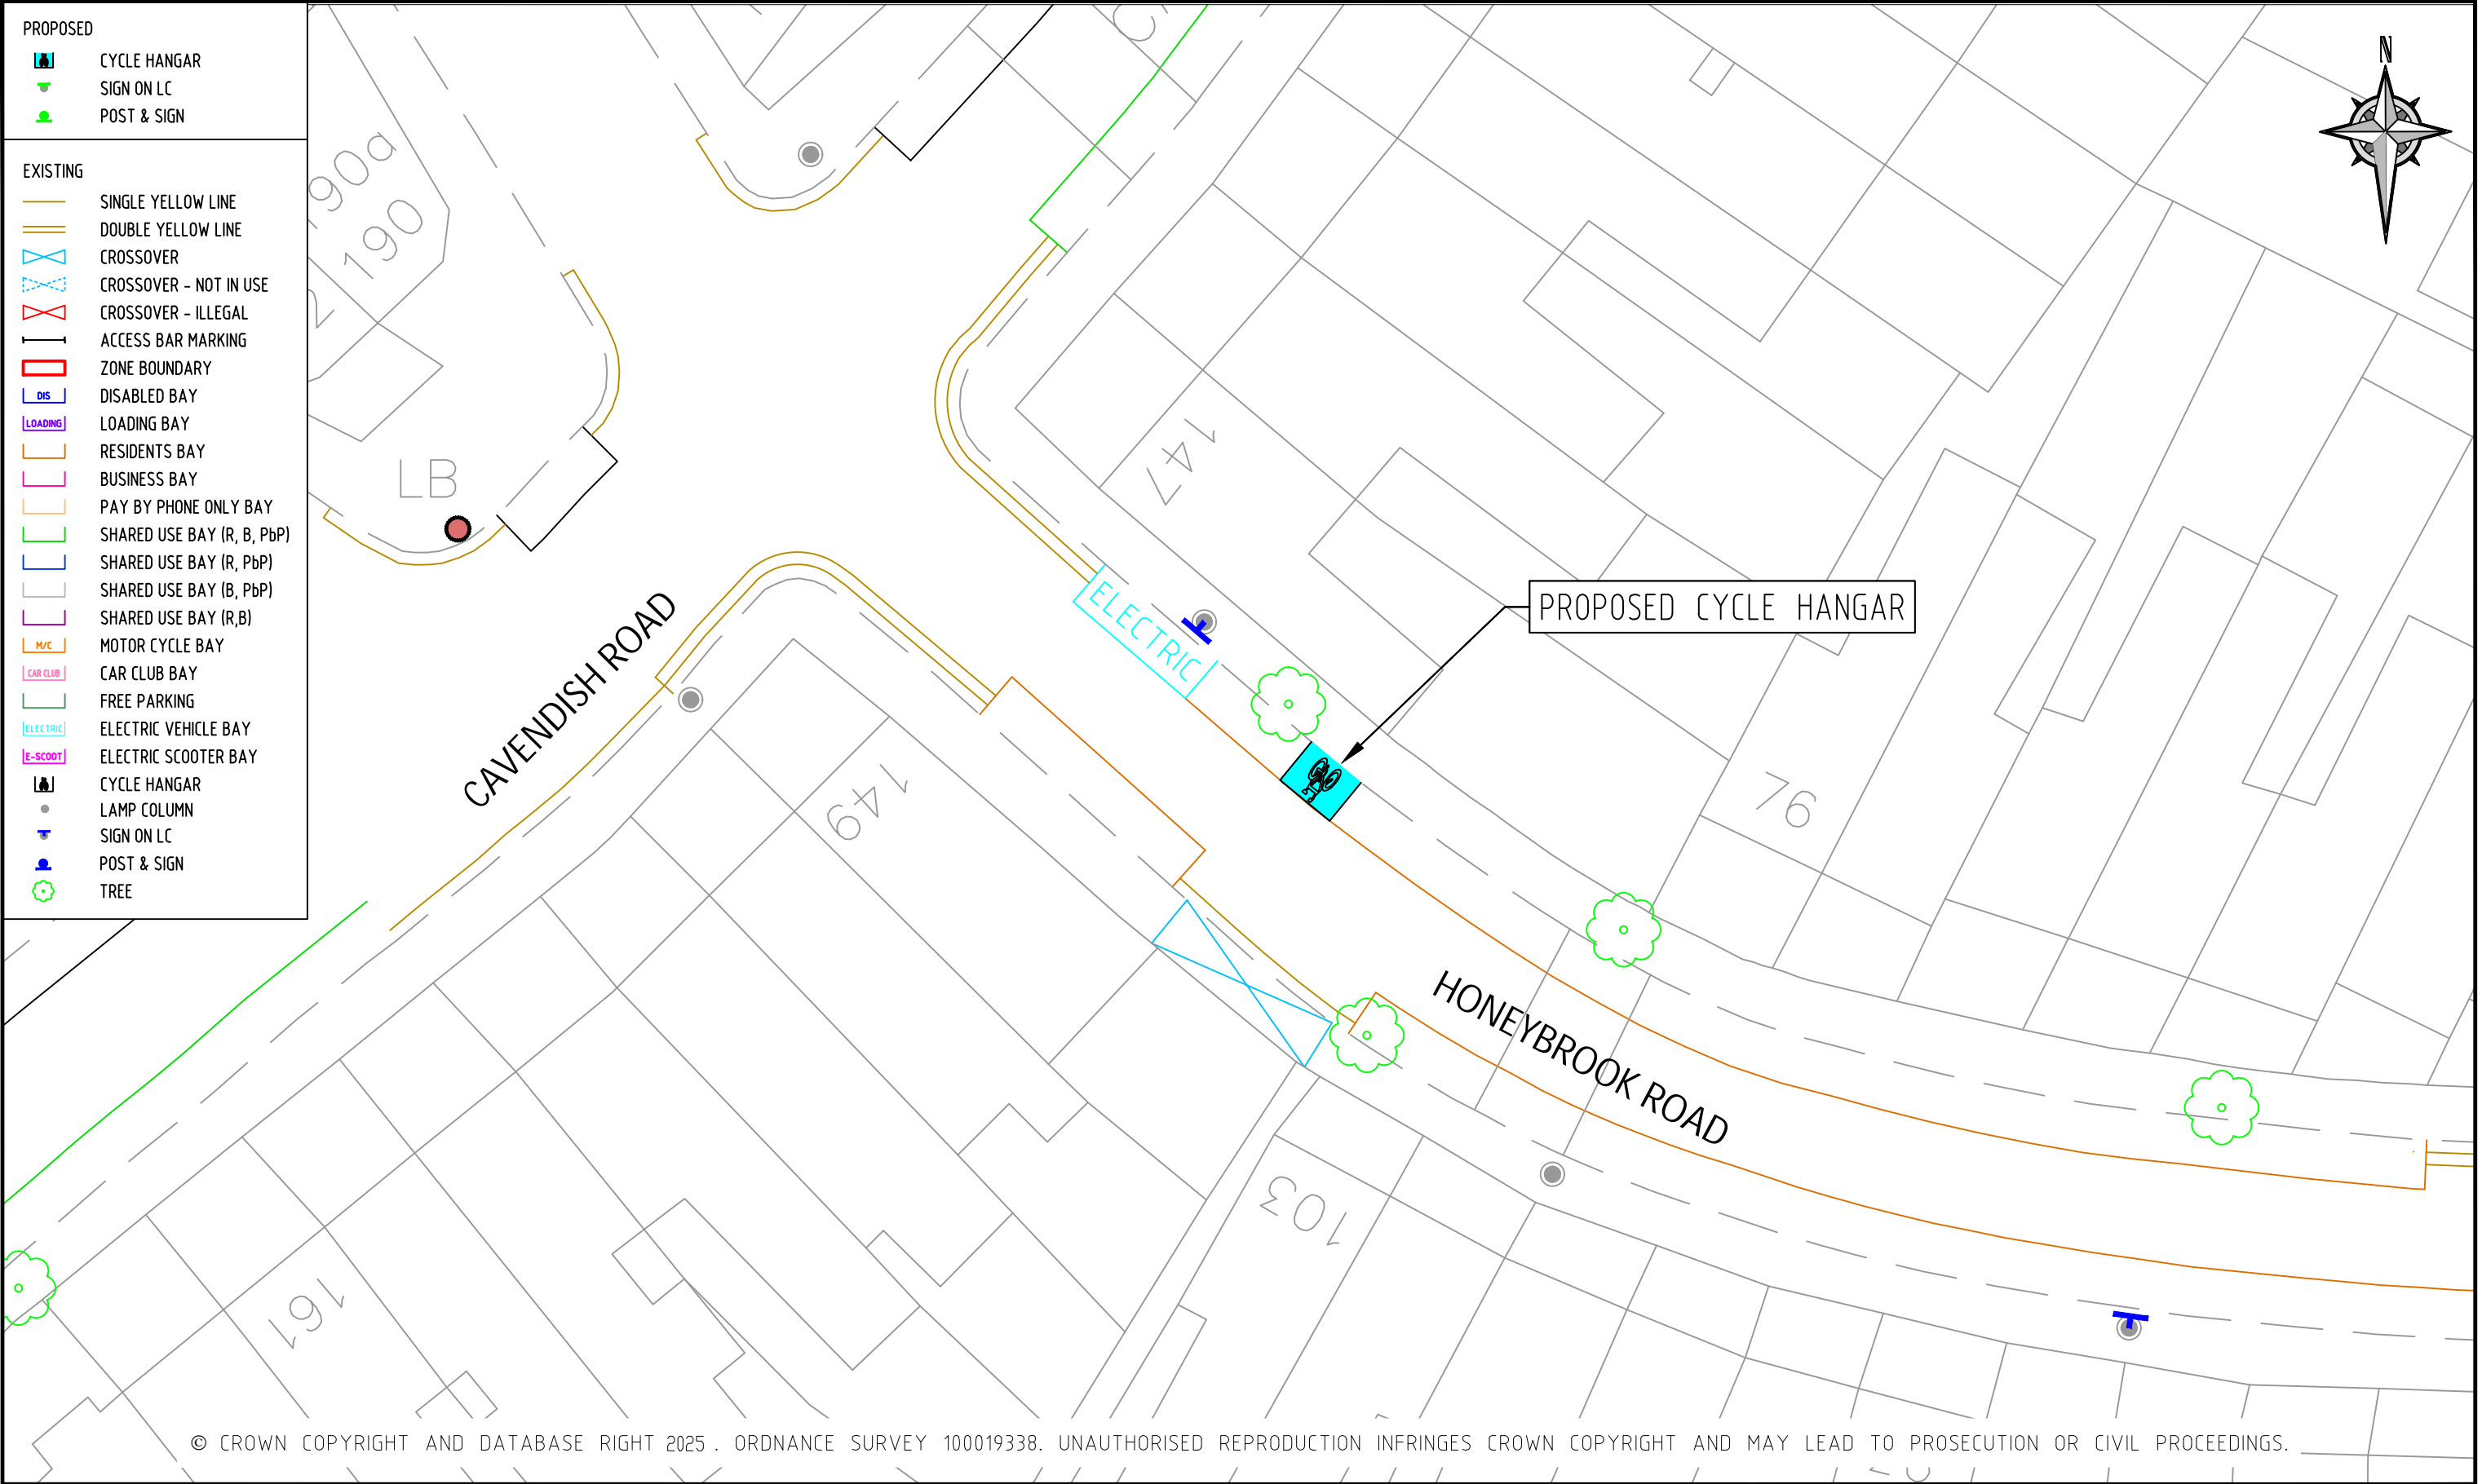 PROPOSED
CYCLE HANGAR
SIGN ON LC
POST & SIGN
EXISTING
SINGLE YELLOW LINE
DOUBLE YELLOW LINE
CROSSOVER
CROSSOVER - NOT IN USE
CROSSOVER - ILLEGAL
ACCESS BAR MARKING
ZONE BOUNDARY
DIS DISABLED BAY
LOADING LOADING BAY
RESIDENTS BAY
BUSINESS BAY
PAY BY PHONE ONLY BAY
SHARED USE BAY (R, B, PbP)
SHARED USE BAY (R, PbP)
SHARED USE BAY (B, PbP)
SHARED USE BAY (R,B)
M/C MOTOR CYCLE BAY
CAR CLUB CAR CLUB BAY
FREE PARKING
ELECTRIC ELECTRIC VEHICLE BAY
E-SCOOT ELECTRIC SCOOTER BAY
CYCLE HANGAR
LAMP COLUMN
SIGN ON LC
POST & SIGN
TREE
N
190a
190
LB
147
ELECTRIC
PROPOSED CYCLE HANGAR
CAVENDISH ROAD
149
76
HONEYBROOK ROAD
103
161
© CROWN COPYRIGHT AND DATABASE RIGHT 2025 . ORDNANCE SURVEY 100019338. UNAUTHORISED REPRODUCTION INFRINGES CROWN COPYRIGHT AND MAY LEAD TO PROSECUTION OR CIVIL PROCEEDINGS.